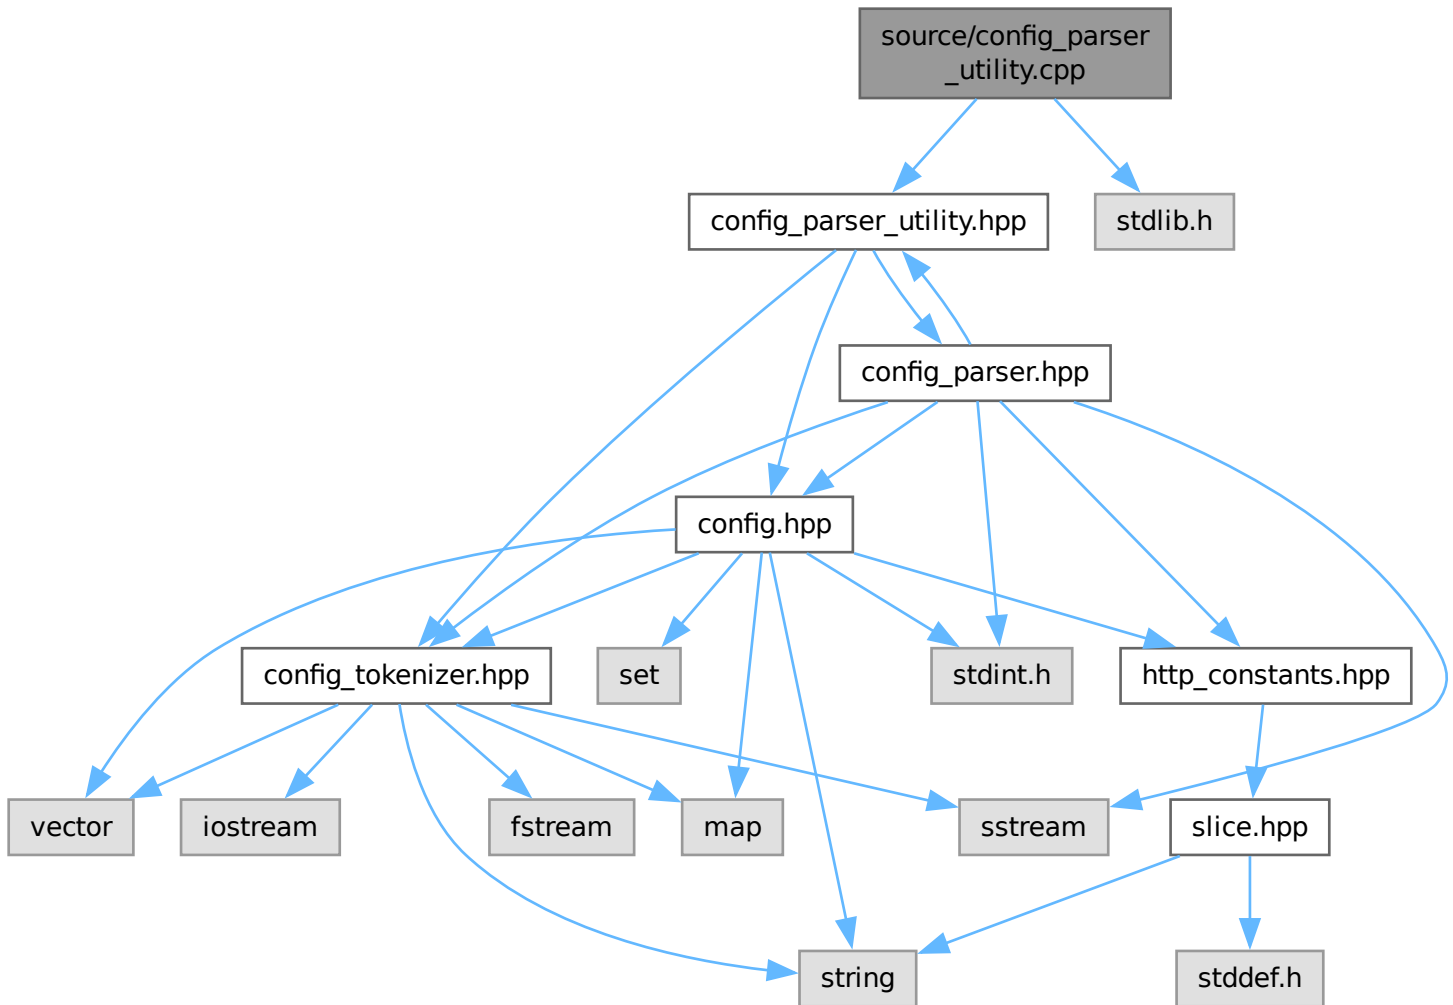 source/config_parser
_utility.cpp
config_parser_utility.hpp
stdlib.h
config_parser.hpp
config.hpp
config_tokenizer.hpp
set
stdint.h
http_constants.hpp
vector
iostream
fstream
map
sstream
slice.hpp
string
stddef.h